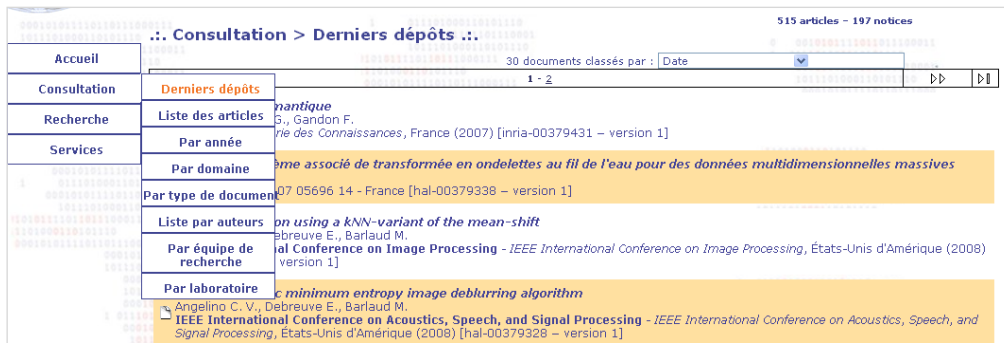 515 articles – 197 notices
.:. Consultation > Derniers dépôts .:.
30 documents classés par : Date
1 - 2
Accueil
Consultation
Recherche
Services
Derniers dépôts
Liste des articles
Par année
Par domaine
Par type de document
Liste par auteurs
Par équipe de
recherche
Par laboratoire
mantique
G., Gandon F.
rie des Connaissances, France (2007) [inria-00379431 – version 1]
ème associé de transformée en ondelettes au fil de l'eau pour des données multidimensionnelles massives
07 05696 14 - France [hal-00379338 – version 1]
on using a kNN-variant of the mean-shift
ebreuve E., Barlaud M.
nal Conference on Image Processing - IEEE International Conference on Image Processing, États-Unis d'Amérique (2008)
version 1]
c minimum entropy image deblurring algorithm
Angelino C. V., Debreuve E., Barlaud M.
IEEE International Conference on Acoustics, Speech, and Signal Processing - IEEE International Conference on Acoustics, Speech, and
Signal Processing, États-Unis d'Amérique (2008) [hal-00379328 – version 1]